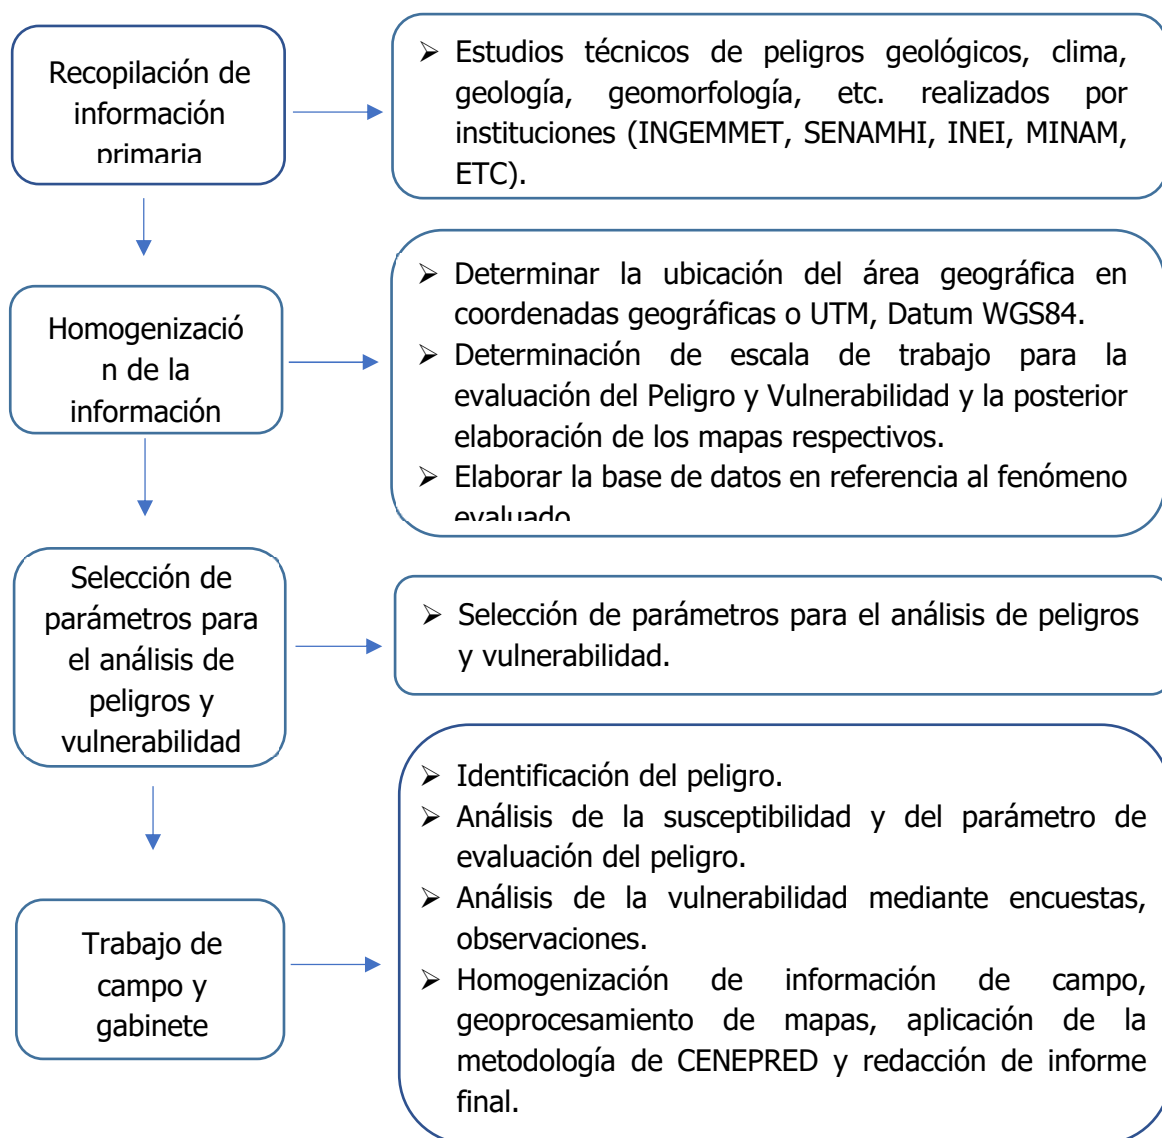 Recopilación de
información
primaria
➢ Estudios técnicos de peligros geológicos, clima,
geología, geomorfología, etc. realizados por
instituciones (INGEMMET, SENAMHI, INEI, MINAM,
ETC).
Homogenizació
n de la
información
➢ Determinar la ubicación del área geográfica en
coordenadas geográficas o UTM, Datum WGS84.
➢ Determinación de escala de trabajo para la
evaluación del Peligro y Vulnerabilidad y la posterior
elaboración de los mapas respectivos.
➢ Elaborar la base de datos en referencia al fenómeno
evaluado
Selección de
parámetros para
el análisis de
peligros y
vulnerabilidad
➢ Selección de parámetros para el análisis de peligros
y vulnerabilidad.
Trabajo de
campo y
gabinete
➢ Identificación del peligro.
➢ Análisis de la susceptibilidad y del parámetro de
evaluación del peligro.
➢ Análisis de la vulnerabilidad mediante encuestas,
observaciones.
➢ Homogenización de información de campo,
geoprocesamiento de mapas, aplicación de la
metodología de CENEPRED y redacción de informe
final.